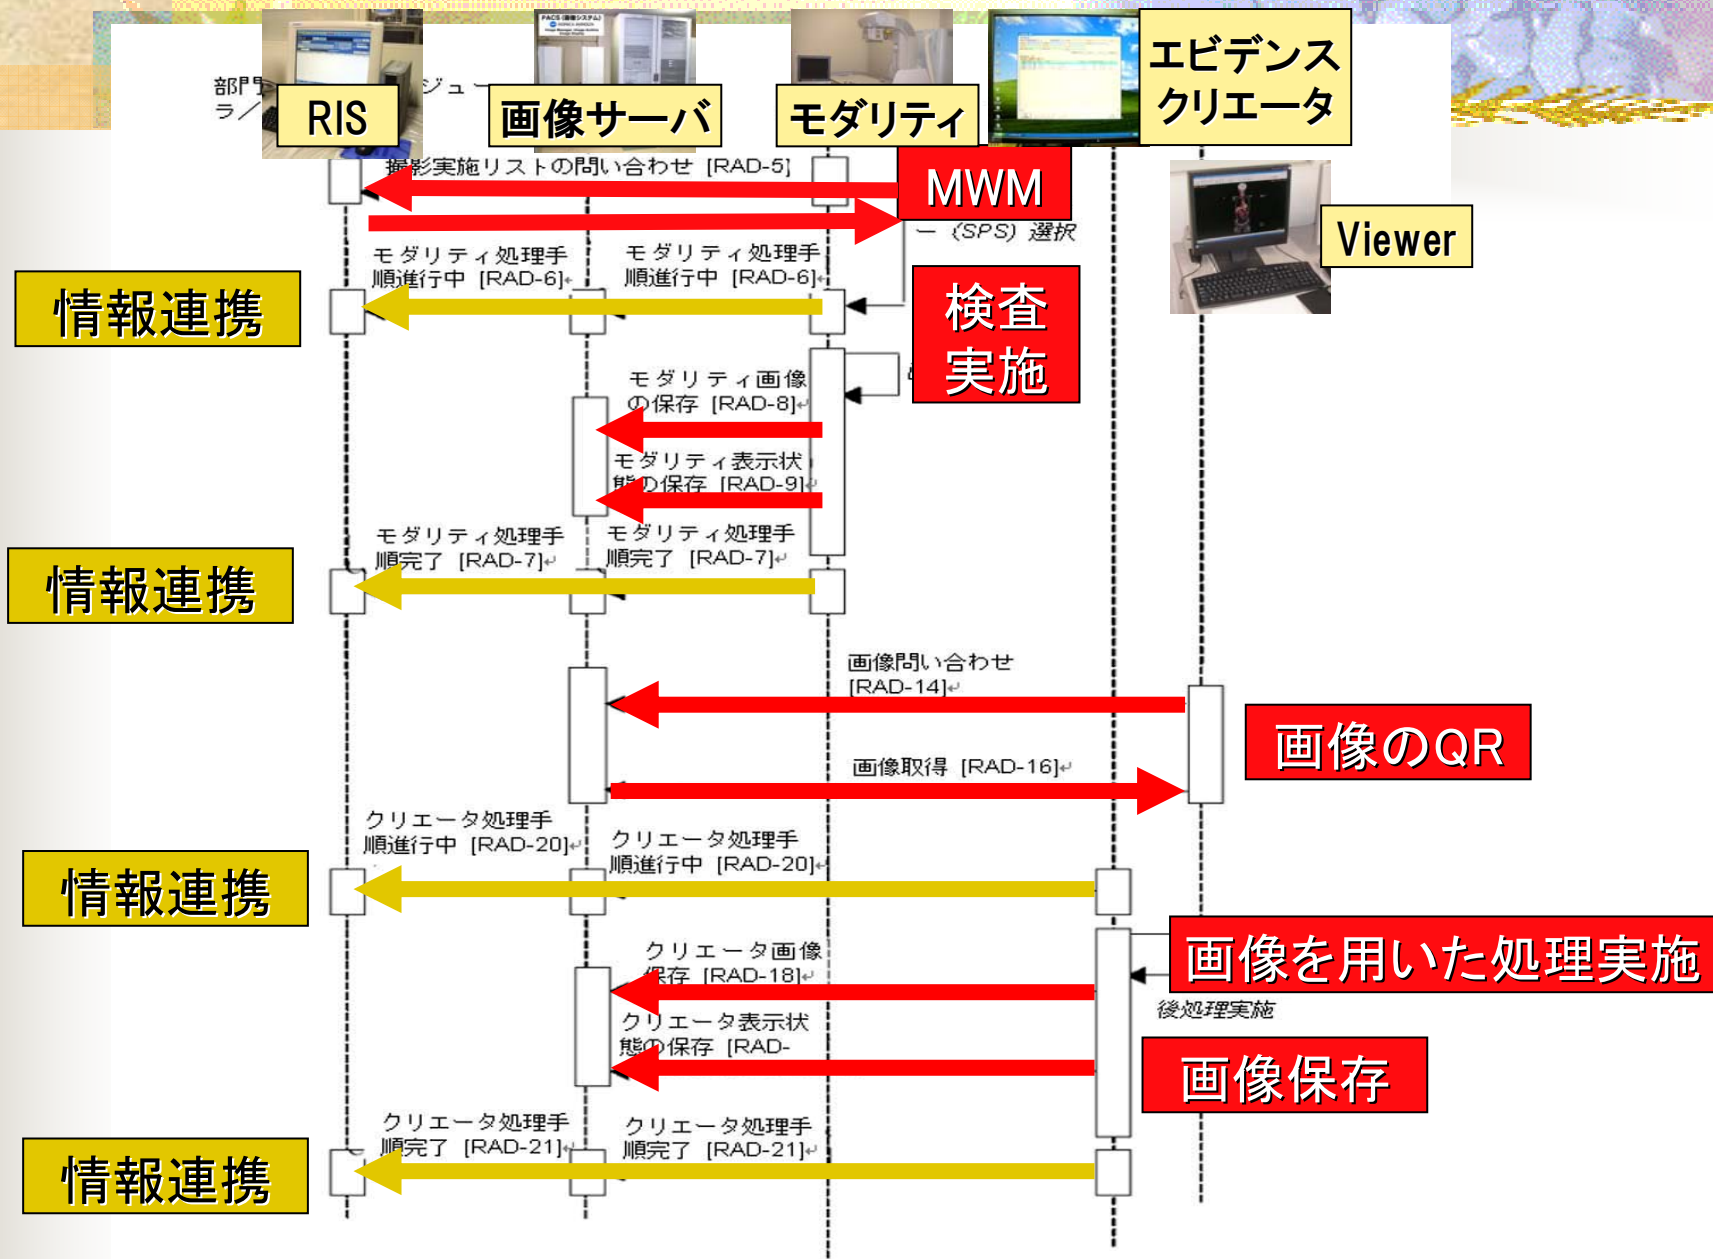 PACS (画像システム)
KONICA MINOLTA
部門
ジュー
ラ/
RIS
画像サーバ
モダリティ
エビデンス
クリエータ
撮影実施リストの問い合わせ [RAD-5]
MWM
ー (SPS) 選択
Viewer
モダリティ処理手
順進行中 [RAD-6]
モダリティ処理手
順進行中 [RAD-6]
情報連携
検査
実施
モダリティ画像
の保存 [RAD-8]
モダリティ表示状
態の保存 [RAD-9]
モダリティ処理手
順完了 [RAD-7]
モダリティ処理手
順完了 [RAD-7]
情報連携
画像問い合わせ
[RAD-14]
画像のQR
画像取得 [RAD-16]
クリエータ処理手
順進行中 [RAD-20]
クリエータ処理手
順進行中 [RAD-20]
情報連携
画像を用いた処理実施
クリエータ画像
保存 [RAD-18]
後処理実施
クリエータ表示状
態の保存 [RAD-
画像保存
クリエータ処理手
順完了 [RAD-21]
クリエータ処理手
順完了 [RAD-21]
情報連携